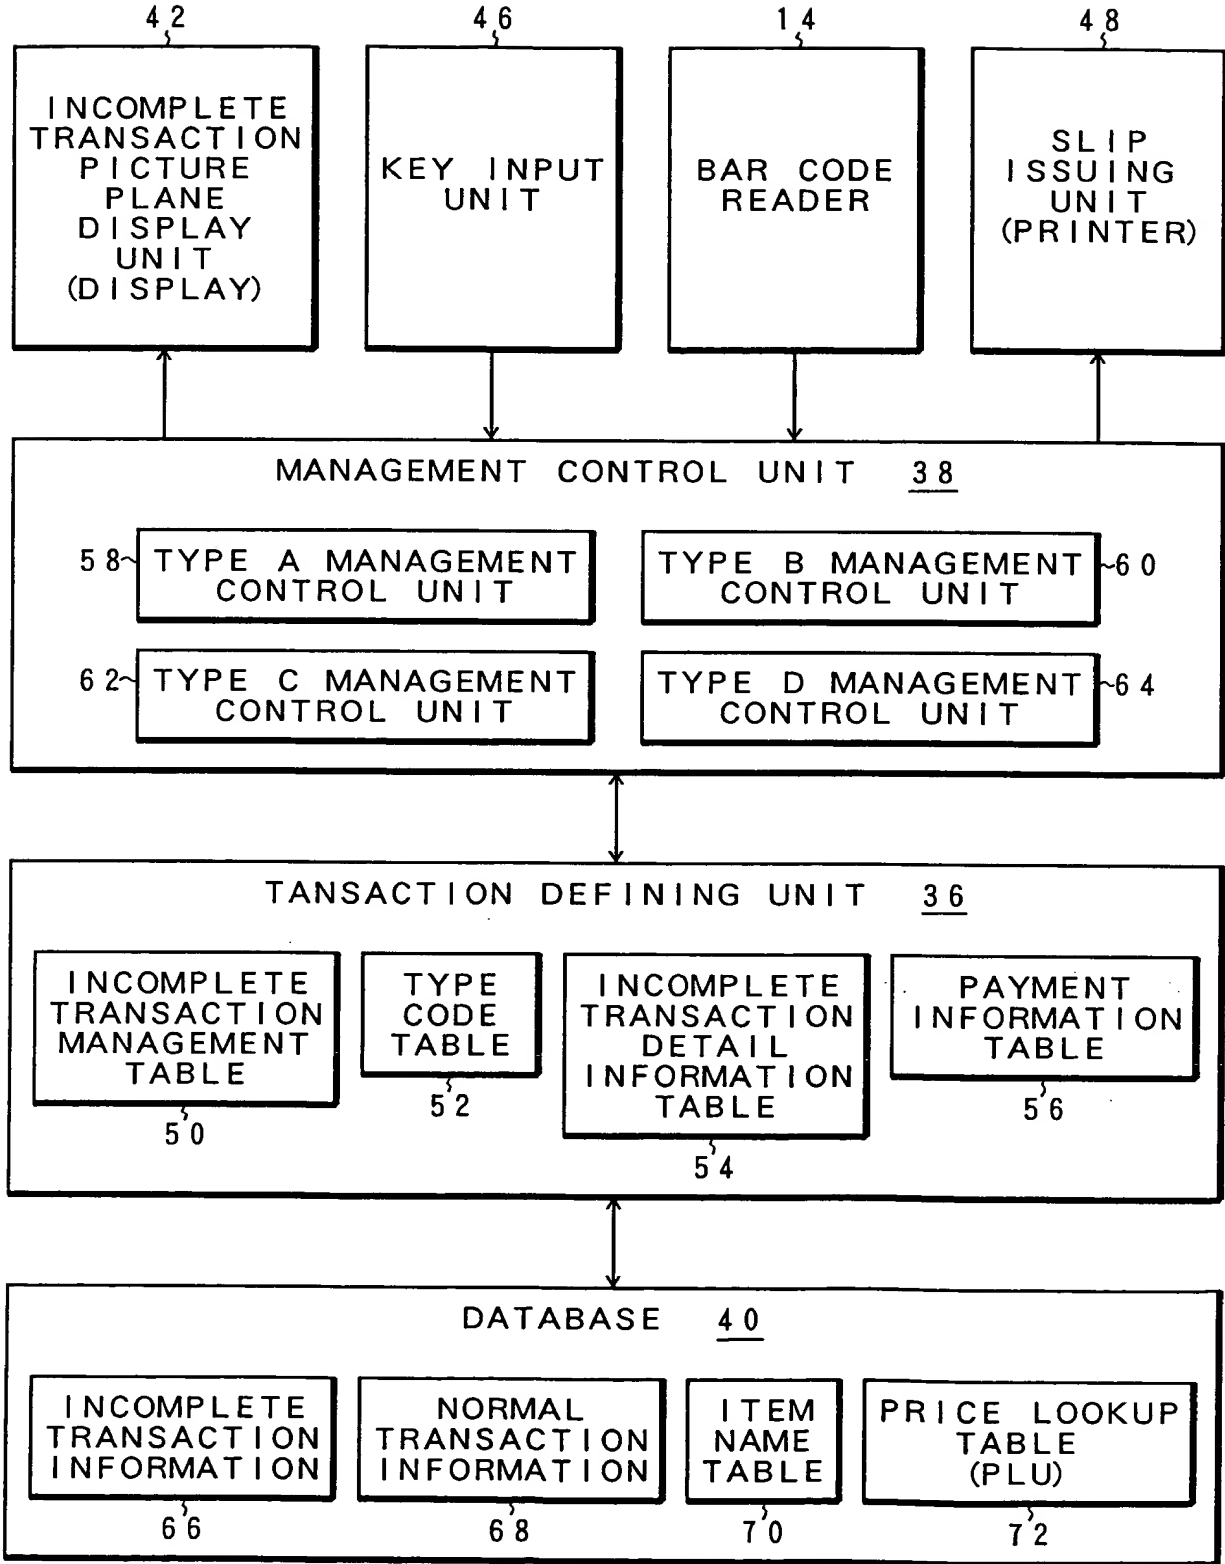 42
46
14
48
INCOMPLETE
TRANSACTION
PICTURE
PLANE
DISPLAY
UNIT
(DISPLAY)
KEY INPUT
UNIT
BAR CODE
READER
SLIP
ISSUING
UNIT
(PRINTER)
MANAGEMENT CONTROL UNIT 38
58
TYPE A MANAGEMENT
CONTROL UNIT
TYPE B MANAGEMENT
CONTROL UNIT
60
62
TYPE C MANAGEMENT
CONTROL UNIT
TYPE D MANAGEMENT
CONTROL UNIT
64
TANSACTION DEFINING UNIT 36
INCOMPLETE
TRANSACTION
MANAGEMENT
TABLE
50
TYPE
CODE
TABLE
52
INCOMPLETE
TRANSACTION
DETAIL
INFORMATION
TABLE
54
PAYMENT
INFORMATION
TABLE
56
DATABASE 40
INCOMPLETE
TRANSACTION
INFORMATION
66
NORMAL
TRANSACTION
INFORMATION
68
ITEM
NAME
TABLE
70
PRICE LOOKUP
TABLE
(PLU)
72